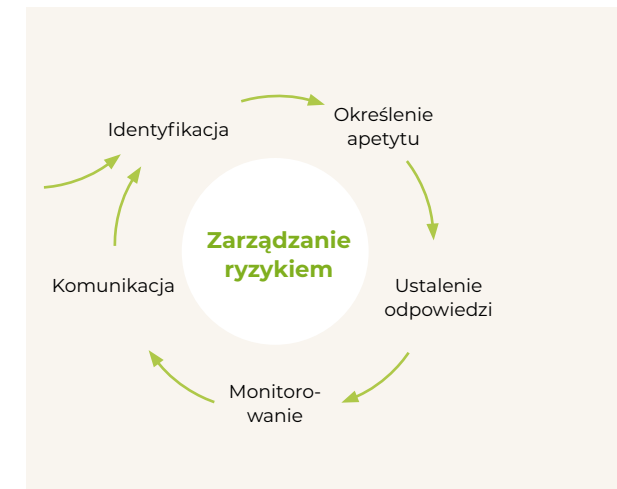 Identyfikacja
Określenie
apetytu
Zarządzanie
ryzykiem
Ustalenie
odpowiedzi
Monitoro-
wanie
Komunikacja